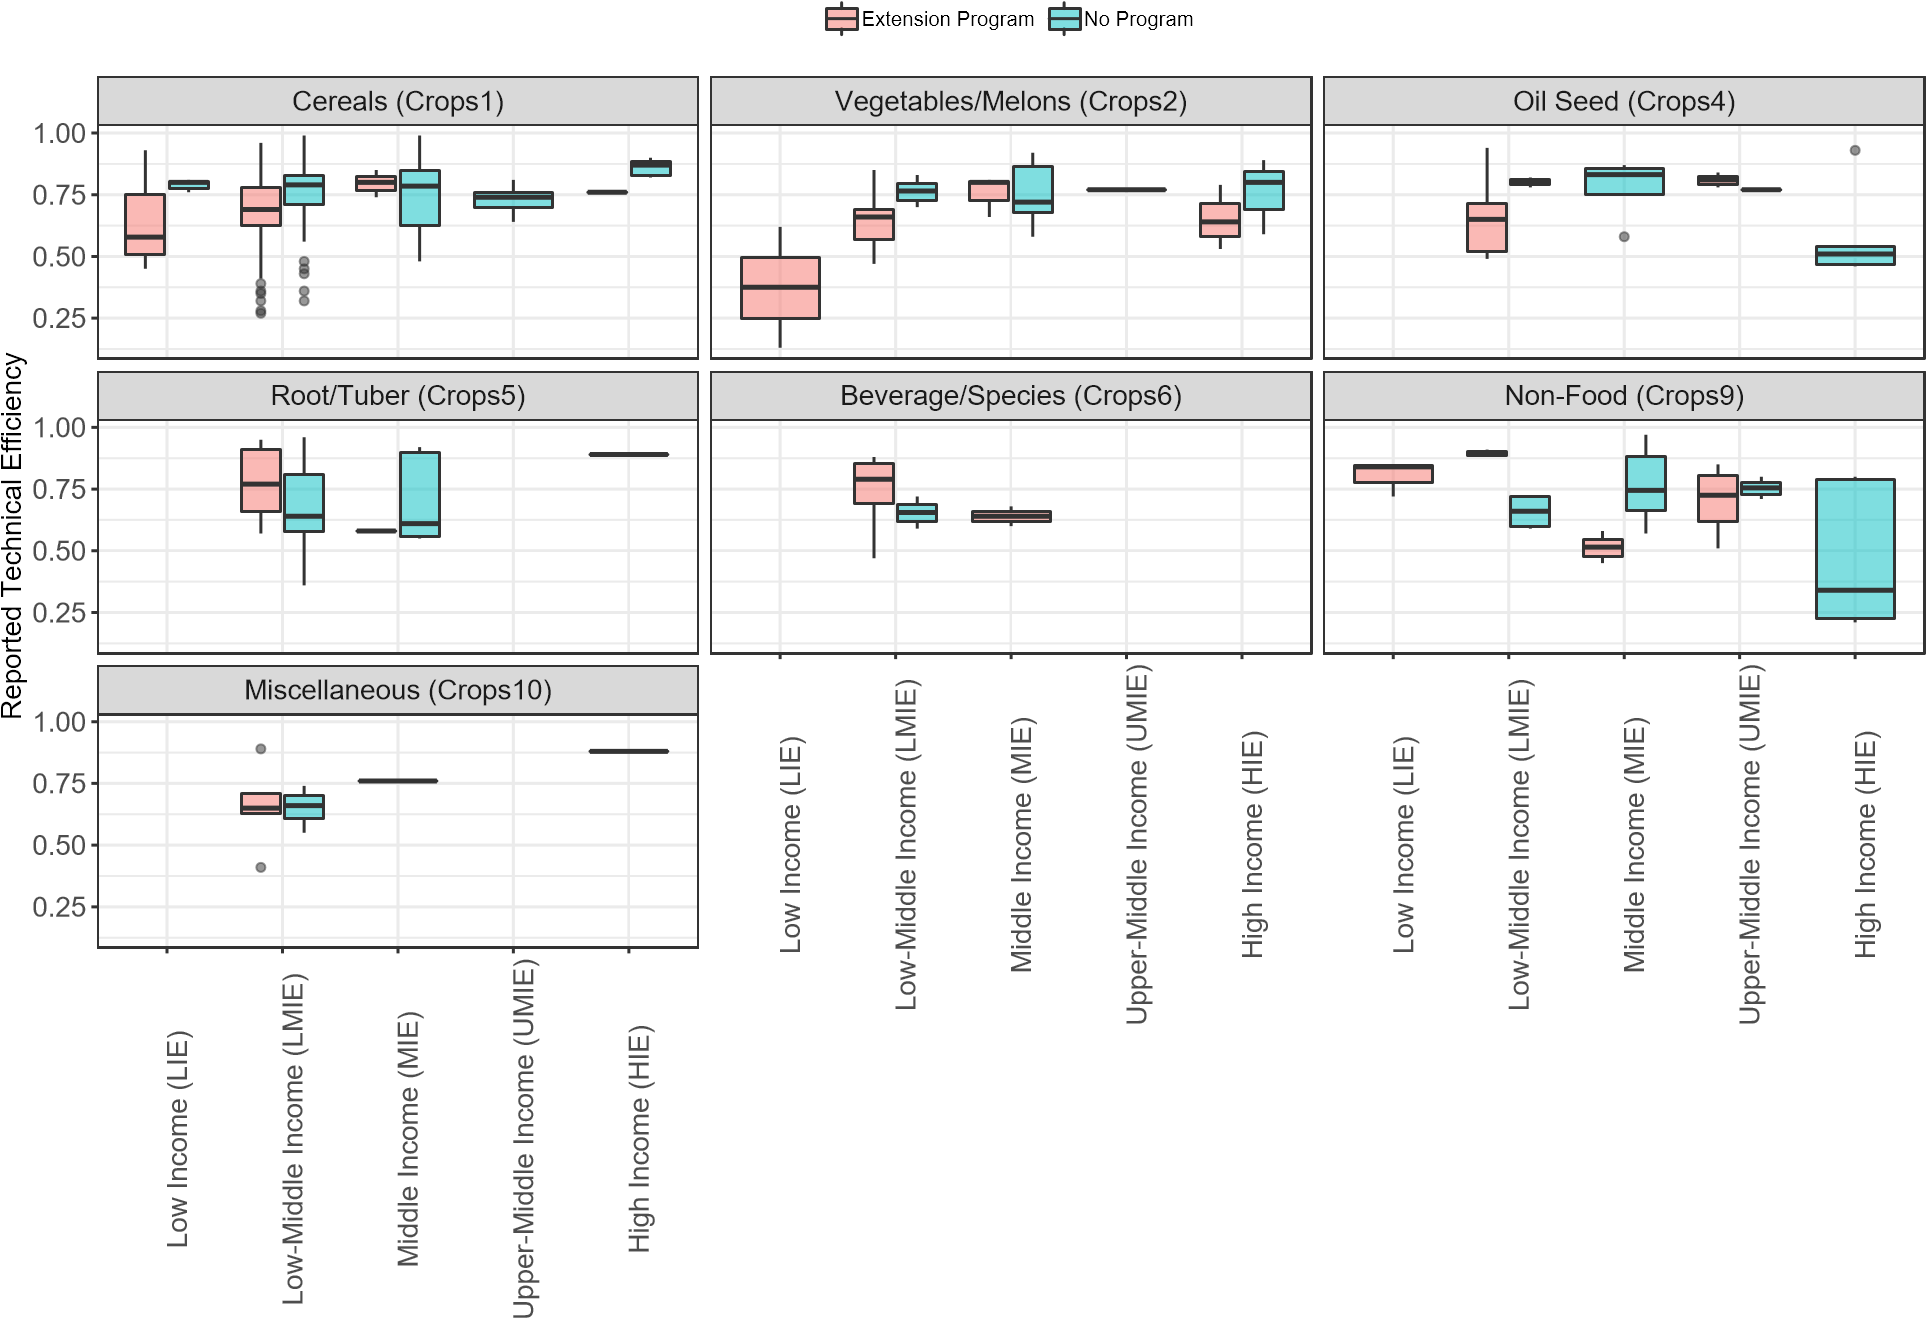 Extension Program No Program
Cereals (Crops1) Vegetables/Melons (Crops2) Oil Seed (Crops4)
1.00
0.75
0.50
0.25
Root/Tuber (Crops5) Beverage/Species (Crops6) Non-Food (Crops9)
1.00
0.75
0.50
0.25
Miscellaneous (Crops10)
1.00
0.75
0.50
0.25
Reported Technical Efficiency
Low Income (LIE)
Low-Middle Income (LMIE)
Middle Income (MIE)
Upper-Middle Income (UMIE)
High Income (HIE)
Low Income (LIE)
Low-Middle Income (LMIE)
Middle Income (MIE)
Upper-Middle Income (UMIE)
High Income (HIE)
Low Income (LIE)
Low-Middle Income (LMIE)
Middle Income (MIE)
Upper-Middle Income (UMIE)
High Income (HIE)